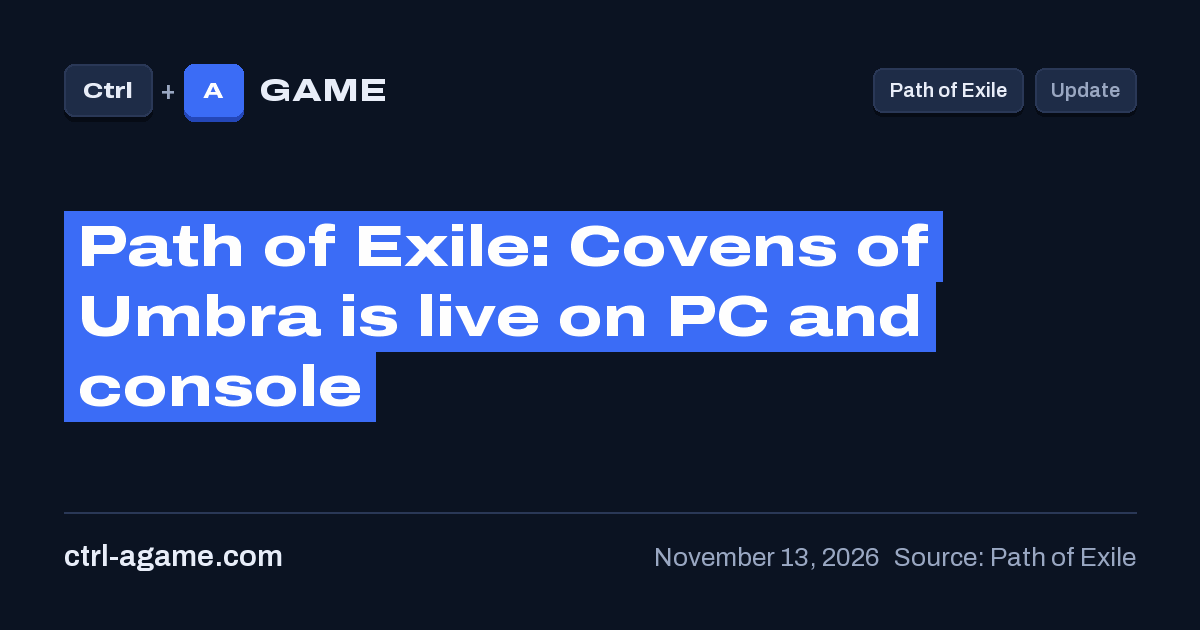 Ctrl + A GAME
Path of Exile Update
Path of Exile: Covens of
Umbra is live on PC and
console
ctrl-agame.com
November 13, 2026 Source: Path of Exile